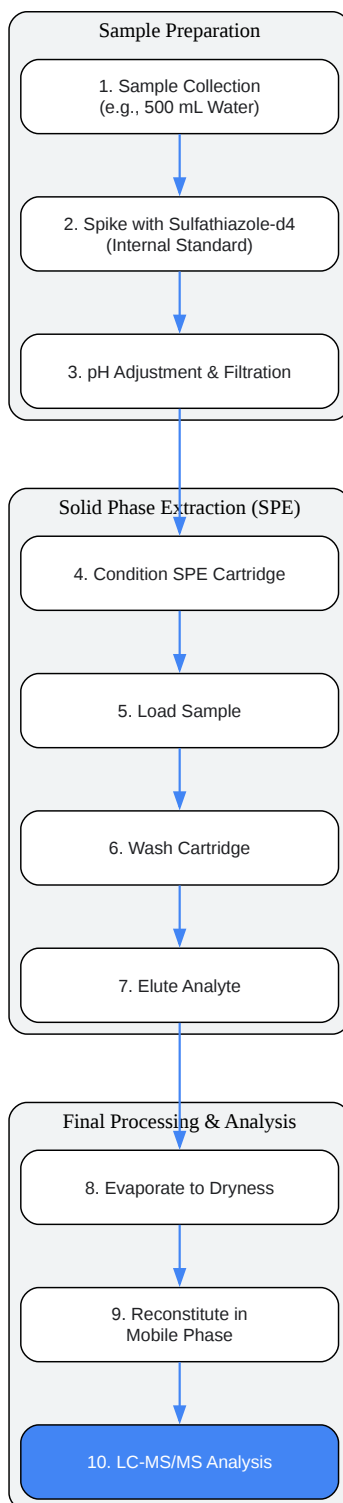 Sample Preparation
1. Sample Collection
(e.g., 500 mL Water)
2. Spike with Sulfathiazole-d4
(Internal Standard)
3. pH Adjustment & Filtration
Solid Phase Extraction (SPE)
4. Condition SPE Cartridge
5. Load Sample
6. Wash Cartridge
7. Elute Analyte
Final Processing & Analysis
8. Evaporate to Dryness
9. Reconstitute in
Mobile Phase
10. LC-MS/MS Analysis